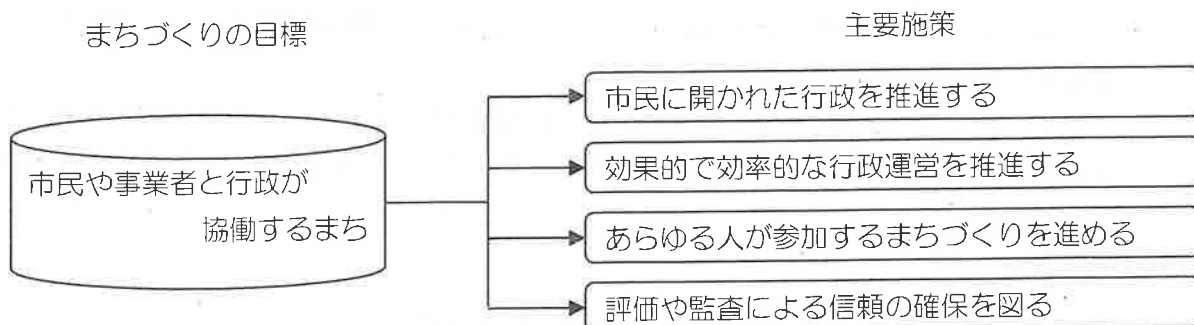 まちづくりの目標
主要施策
市民や事業者と行政が
協働するまち
市民に開かれた行政を推進する
効果的で効率的な行政運営を推進する
あらゆる人が参加するまちづくりを進める
評価や監査による信頼の確保を図る